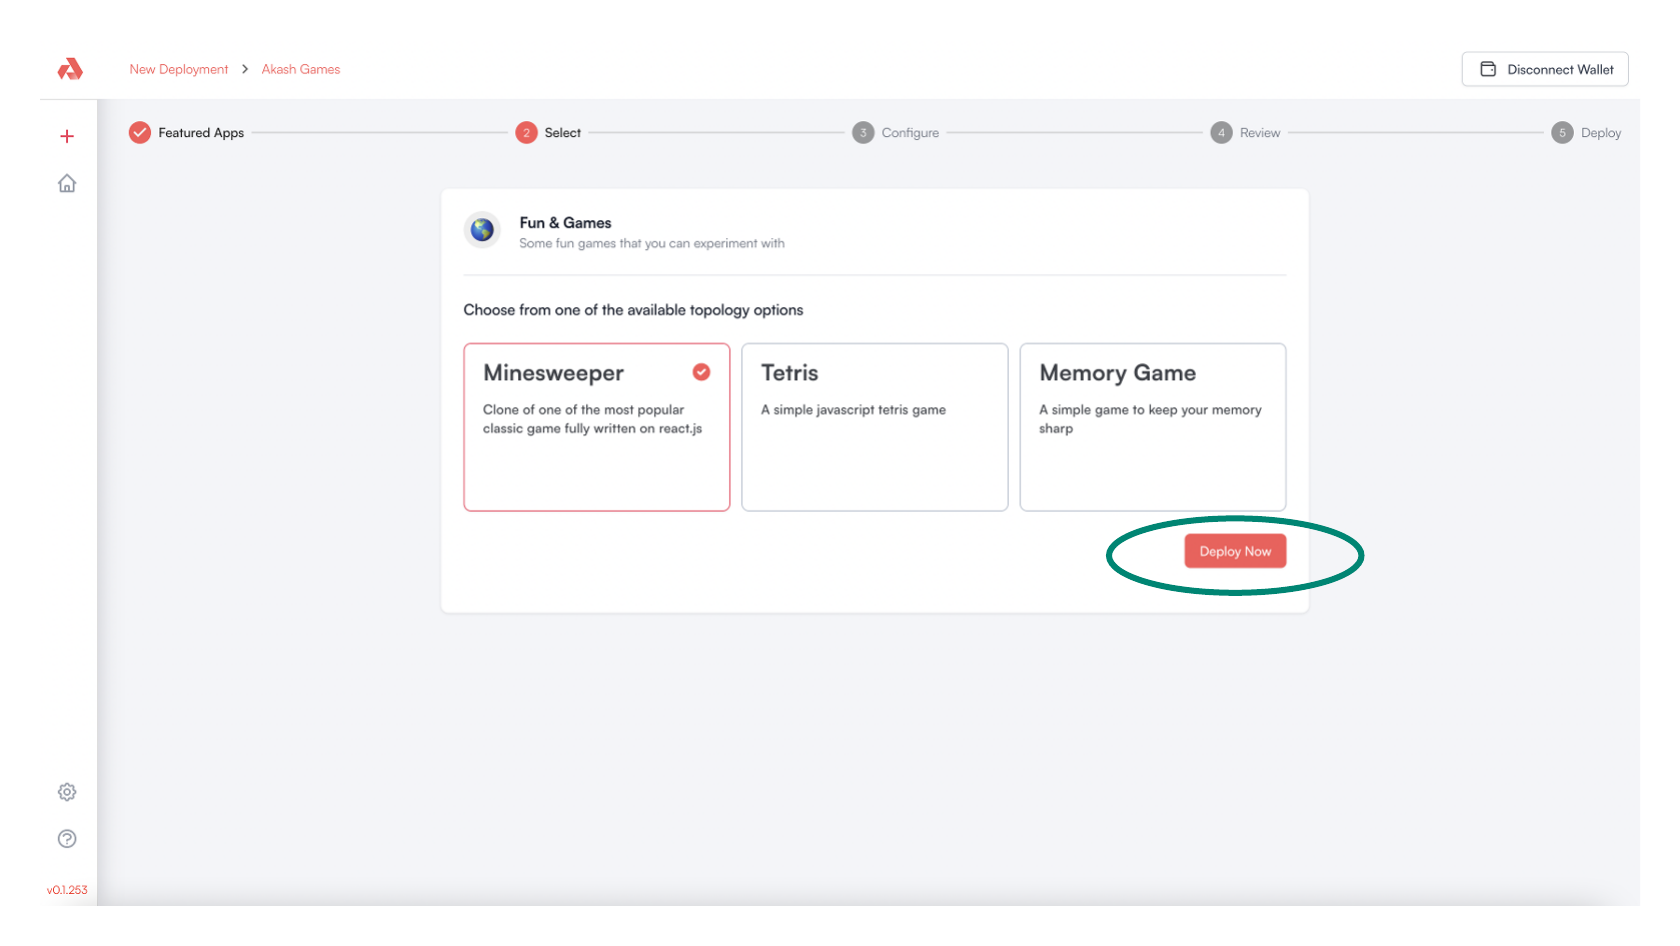 New Deployment > Akash Games
Disconnect Wallet
Featured Apps
2 Select
3 Configure
4 Review
5 Deploy
Fun & Games
Some fun games that you can experiment with
Choose from one of the available topology options
Minesweeper
Clone of one of the most popular
classic game fully written on react.js
Tetris
A simple javascript tetris game
Memory Game
A simple game to keep your memory
sharp
Deploy Now
v0.1.253